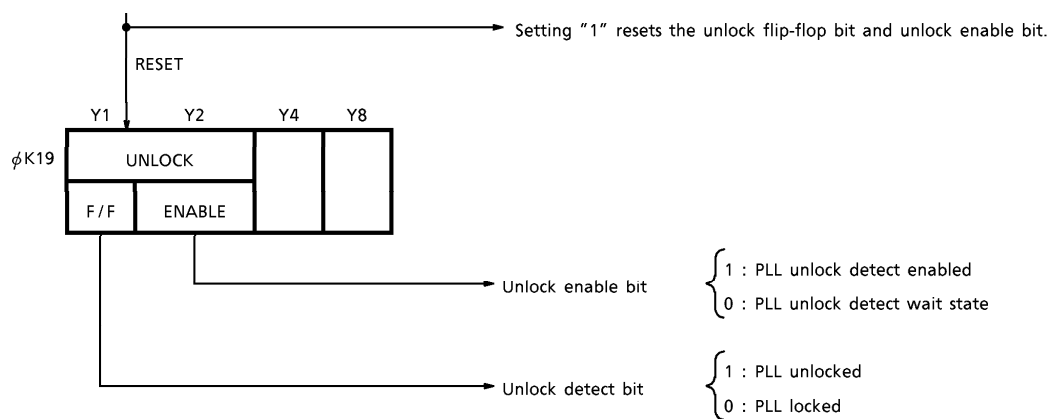 Setting "1" resets the unlock flip-flop bit and unlock enable bit.
RESET
Y1 Y2 Y4 Y8
ϕK19
UNLOCK
F/F ENABLE
Unlock enable bit
1 : PLL unlock detect enabled
0 : PLL unlock detect wait state
Unlock detect bit
1 : PLL unlocked
0 : PLL locked